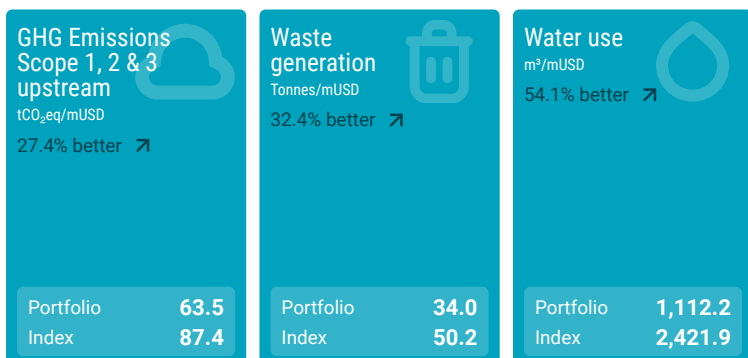 GHG Emissions
Scope 1, 2 & 3
upstream
tCO₂eq/mUSD
27.4% better
Portfolio 63.5
Index 87.4
Waste
generation
Tonnes/mUSD
32.4% better
Portfolio 34.0
Index 50.2
Water use
m³/mUSD
54.1% better
Portfolio 1,112.2
Index 2,421.9